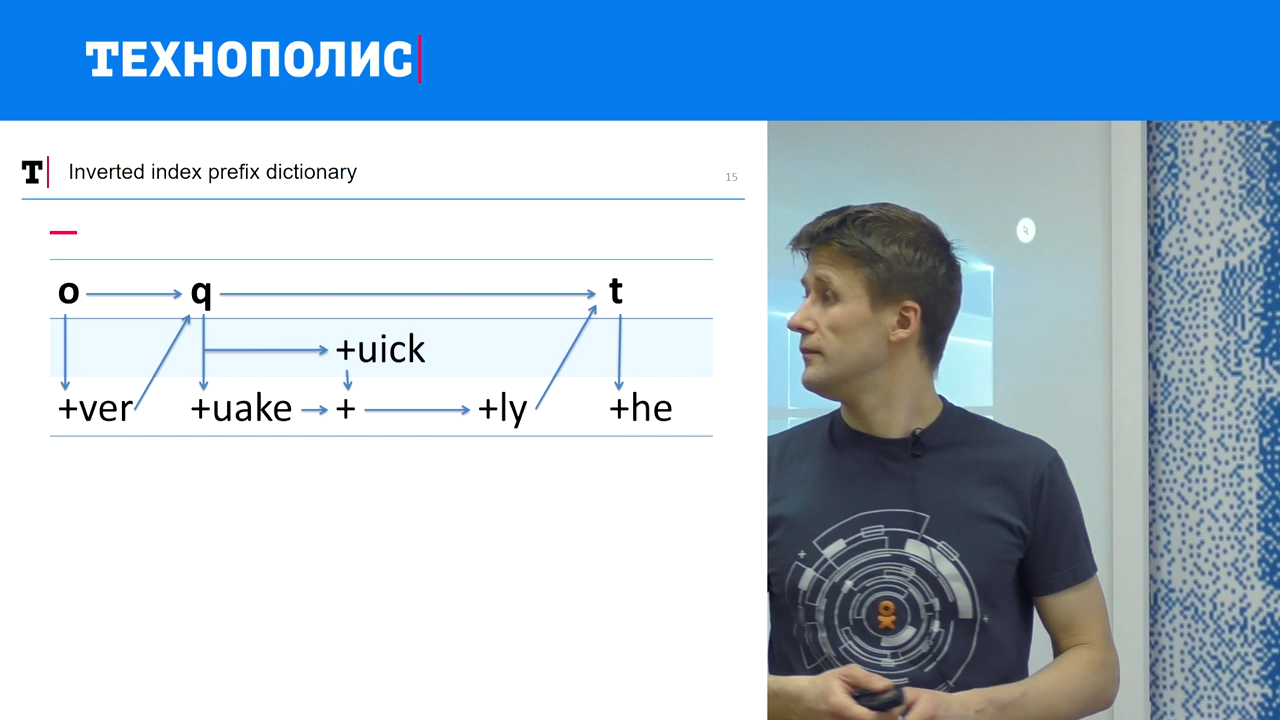 ТЕХНОПОЛИС
T Inverted index prefix dictionary 15
o q t
+uick
+ver +uake + +ly +he